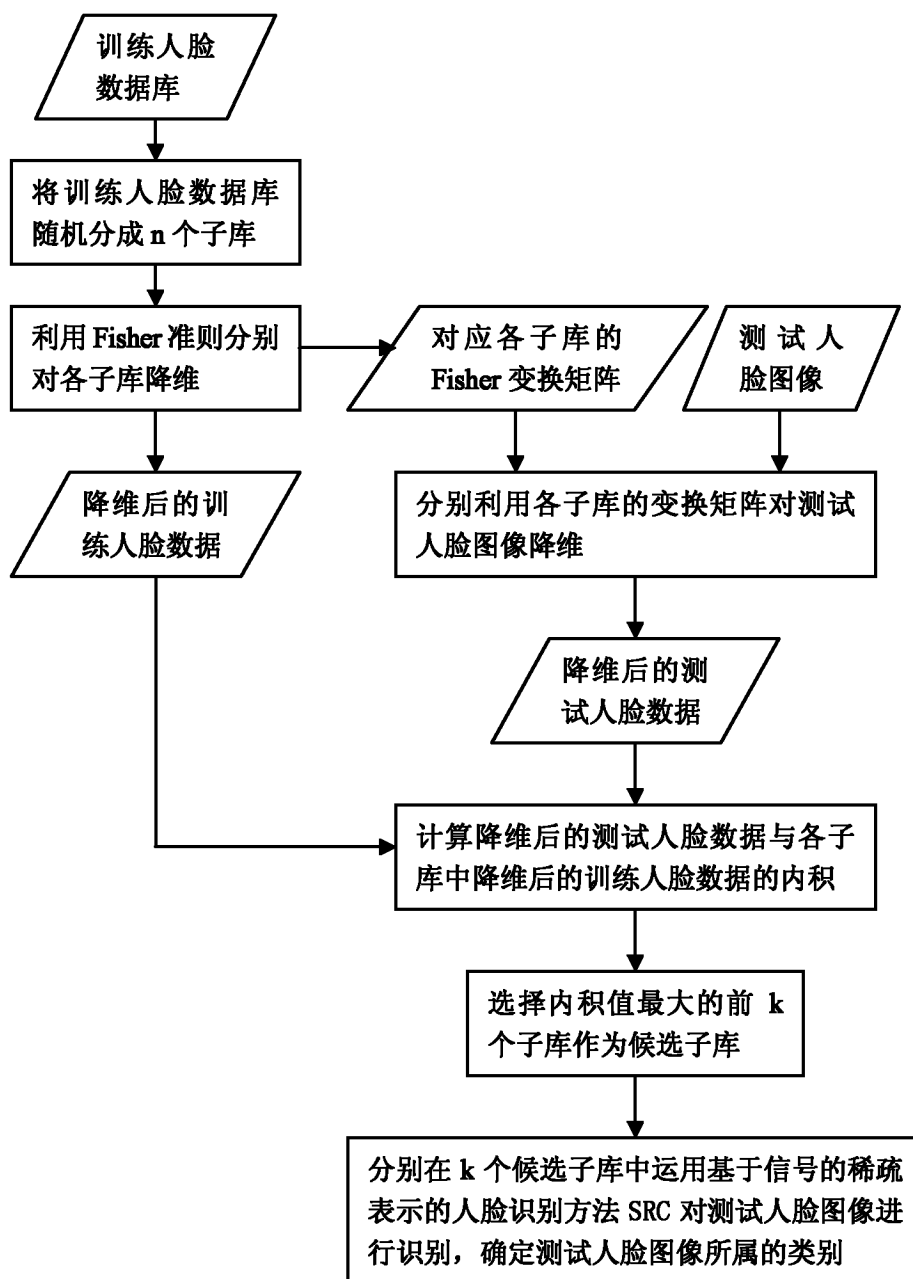 训练人脸
数据库
将训练人脸数据库
随机分成 n 个子库
利用 Fisher 准则分别
对各子库降维
对应各子库的
Fisher 变换矩阵
测试人
脸图像
降维后的训
练人脸数据
分别利用各子库的变换矩阵对测试
人脸图像降维
降维后的测
试人脸数据
计算降维后的测试人脸数据与各子
库中降维后的训练人脸数据的内积
选择内积值最大的前 k
个子库作为候选子库
分别在 k 个候选子库中运用基于信号的稀疏
表示的人脸识别方法 SRC 对测试人脸图像进
行识别，确定测试人脸图像所属的类别